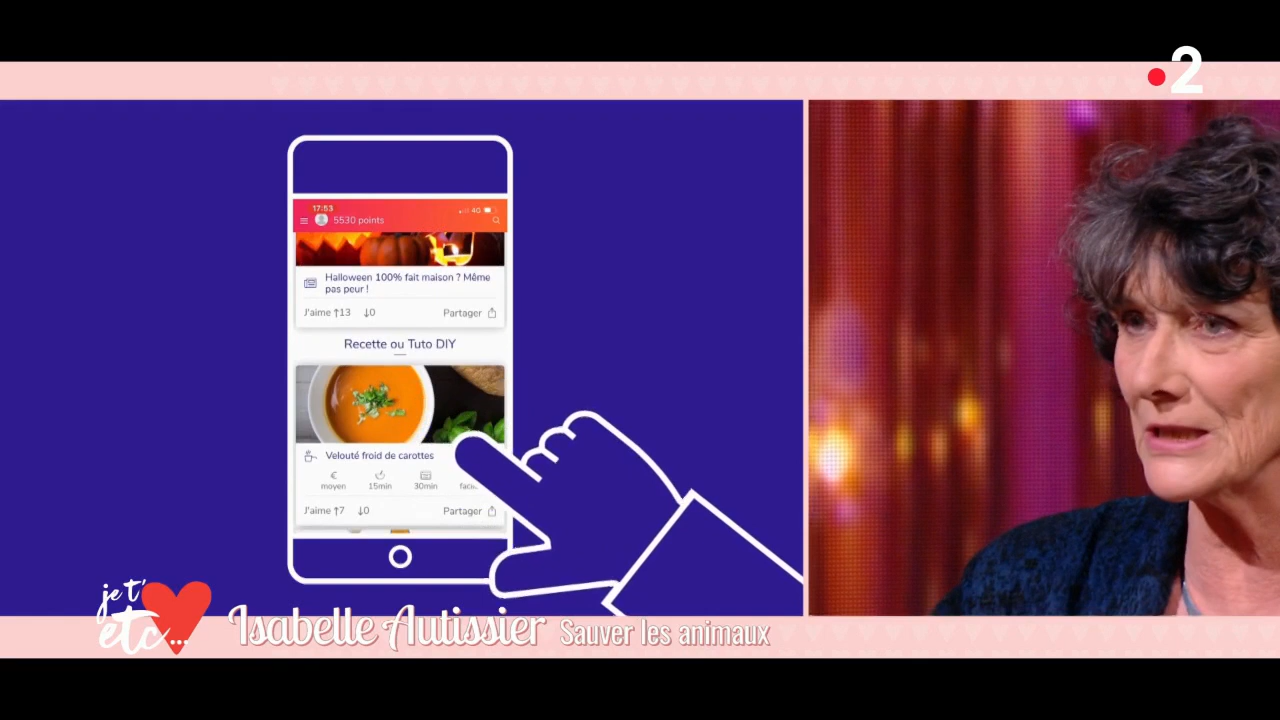 2
17:53
4G
5530 points
Halloween 100% fait maison ? Même
pas peur !
J'aime ↑13 ↓0 Partager
Recette ou Tuto DIY
Velouté froid de carottes
€
moyen 15min 30min
J'aime ↑7 ↓0 Partager
je t'
etc...
Isabelle Autissier Sauver les animaux